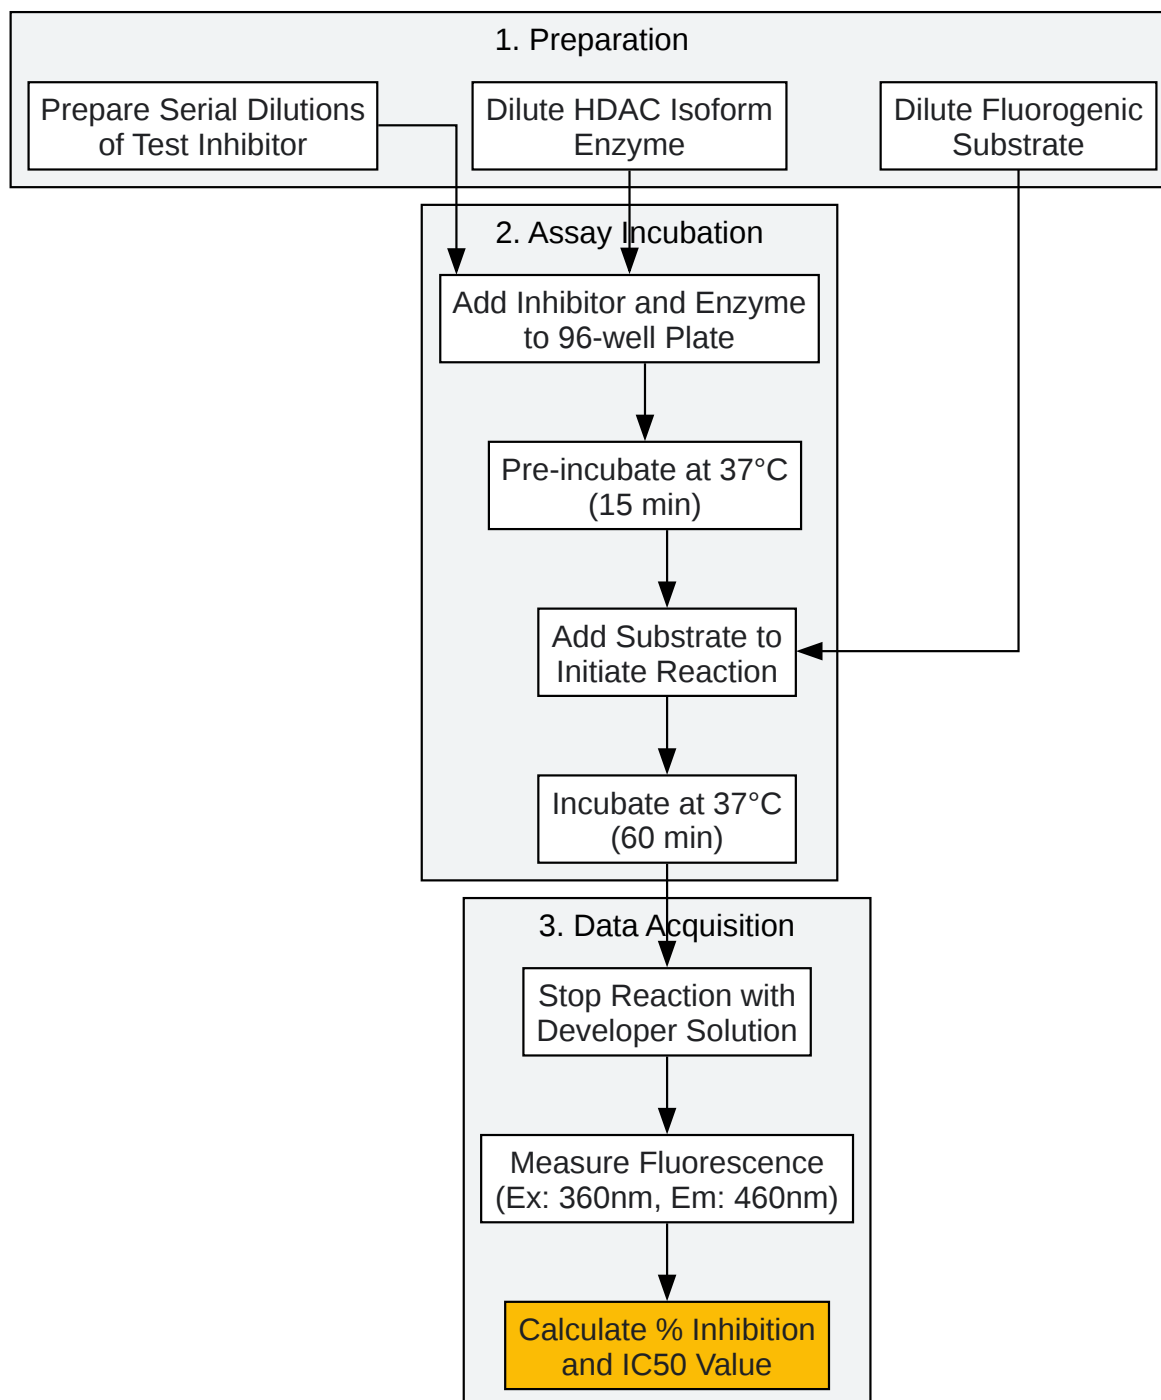 1. Preparation
Prepare Serial Dilutions
of Test Inhibitor
Dilute HDAC Isoform
Enzyme
Dilute Fluorogenic
Substrate
2. Assay Incubation
Add Inhibitor and Enzyme
to 96-well Plate
Pre-incubate at 37°C
(15 min)
Add Substrate to
Initiate Reaction
Incubate at 37°C
(60 min)
3. Data Acquisition
Stop Reaction with
Developer Solution
Measure Fluorescence
(Ex: 360nm, Em: 460nm)
Calculate % Inhibition
and IC50 Value